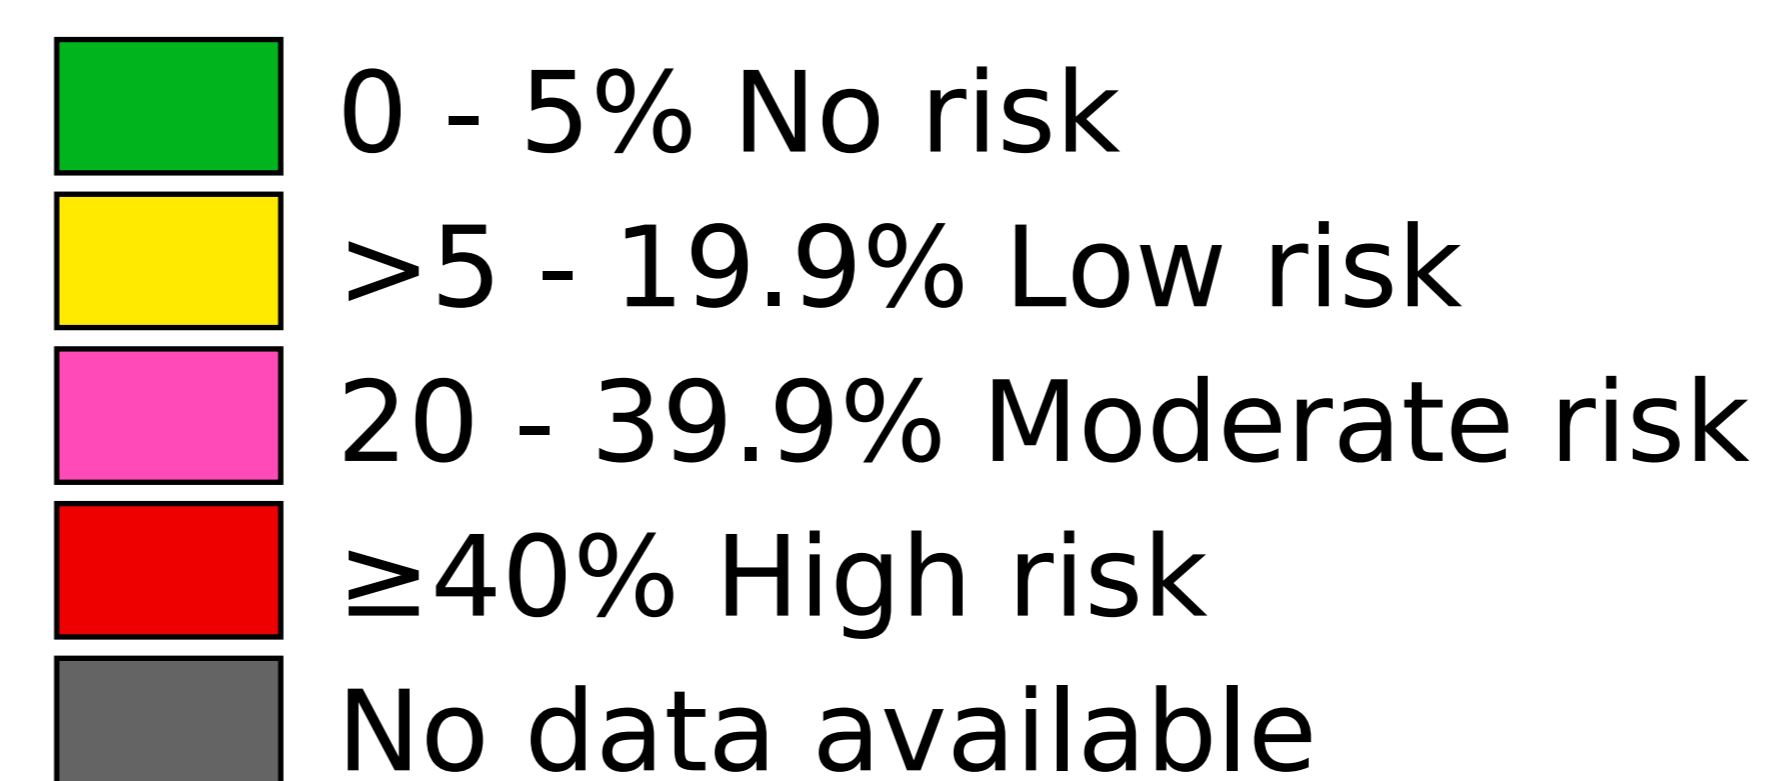 0 - 5% No risk
>5 - 19.9% Low risk
20 - 39.9% Moderate risk
≥40% High risk
No data available